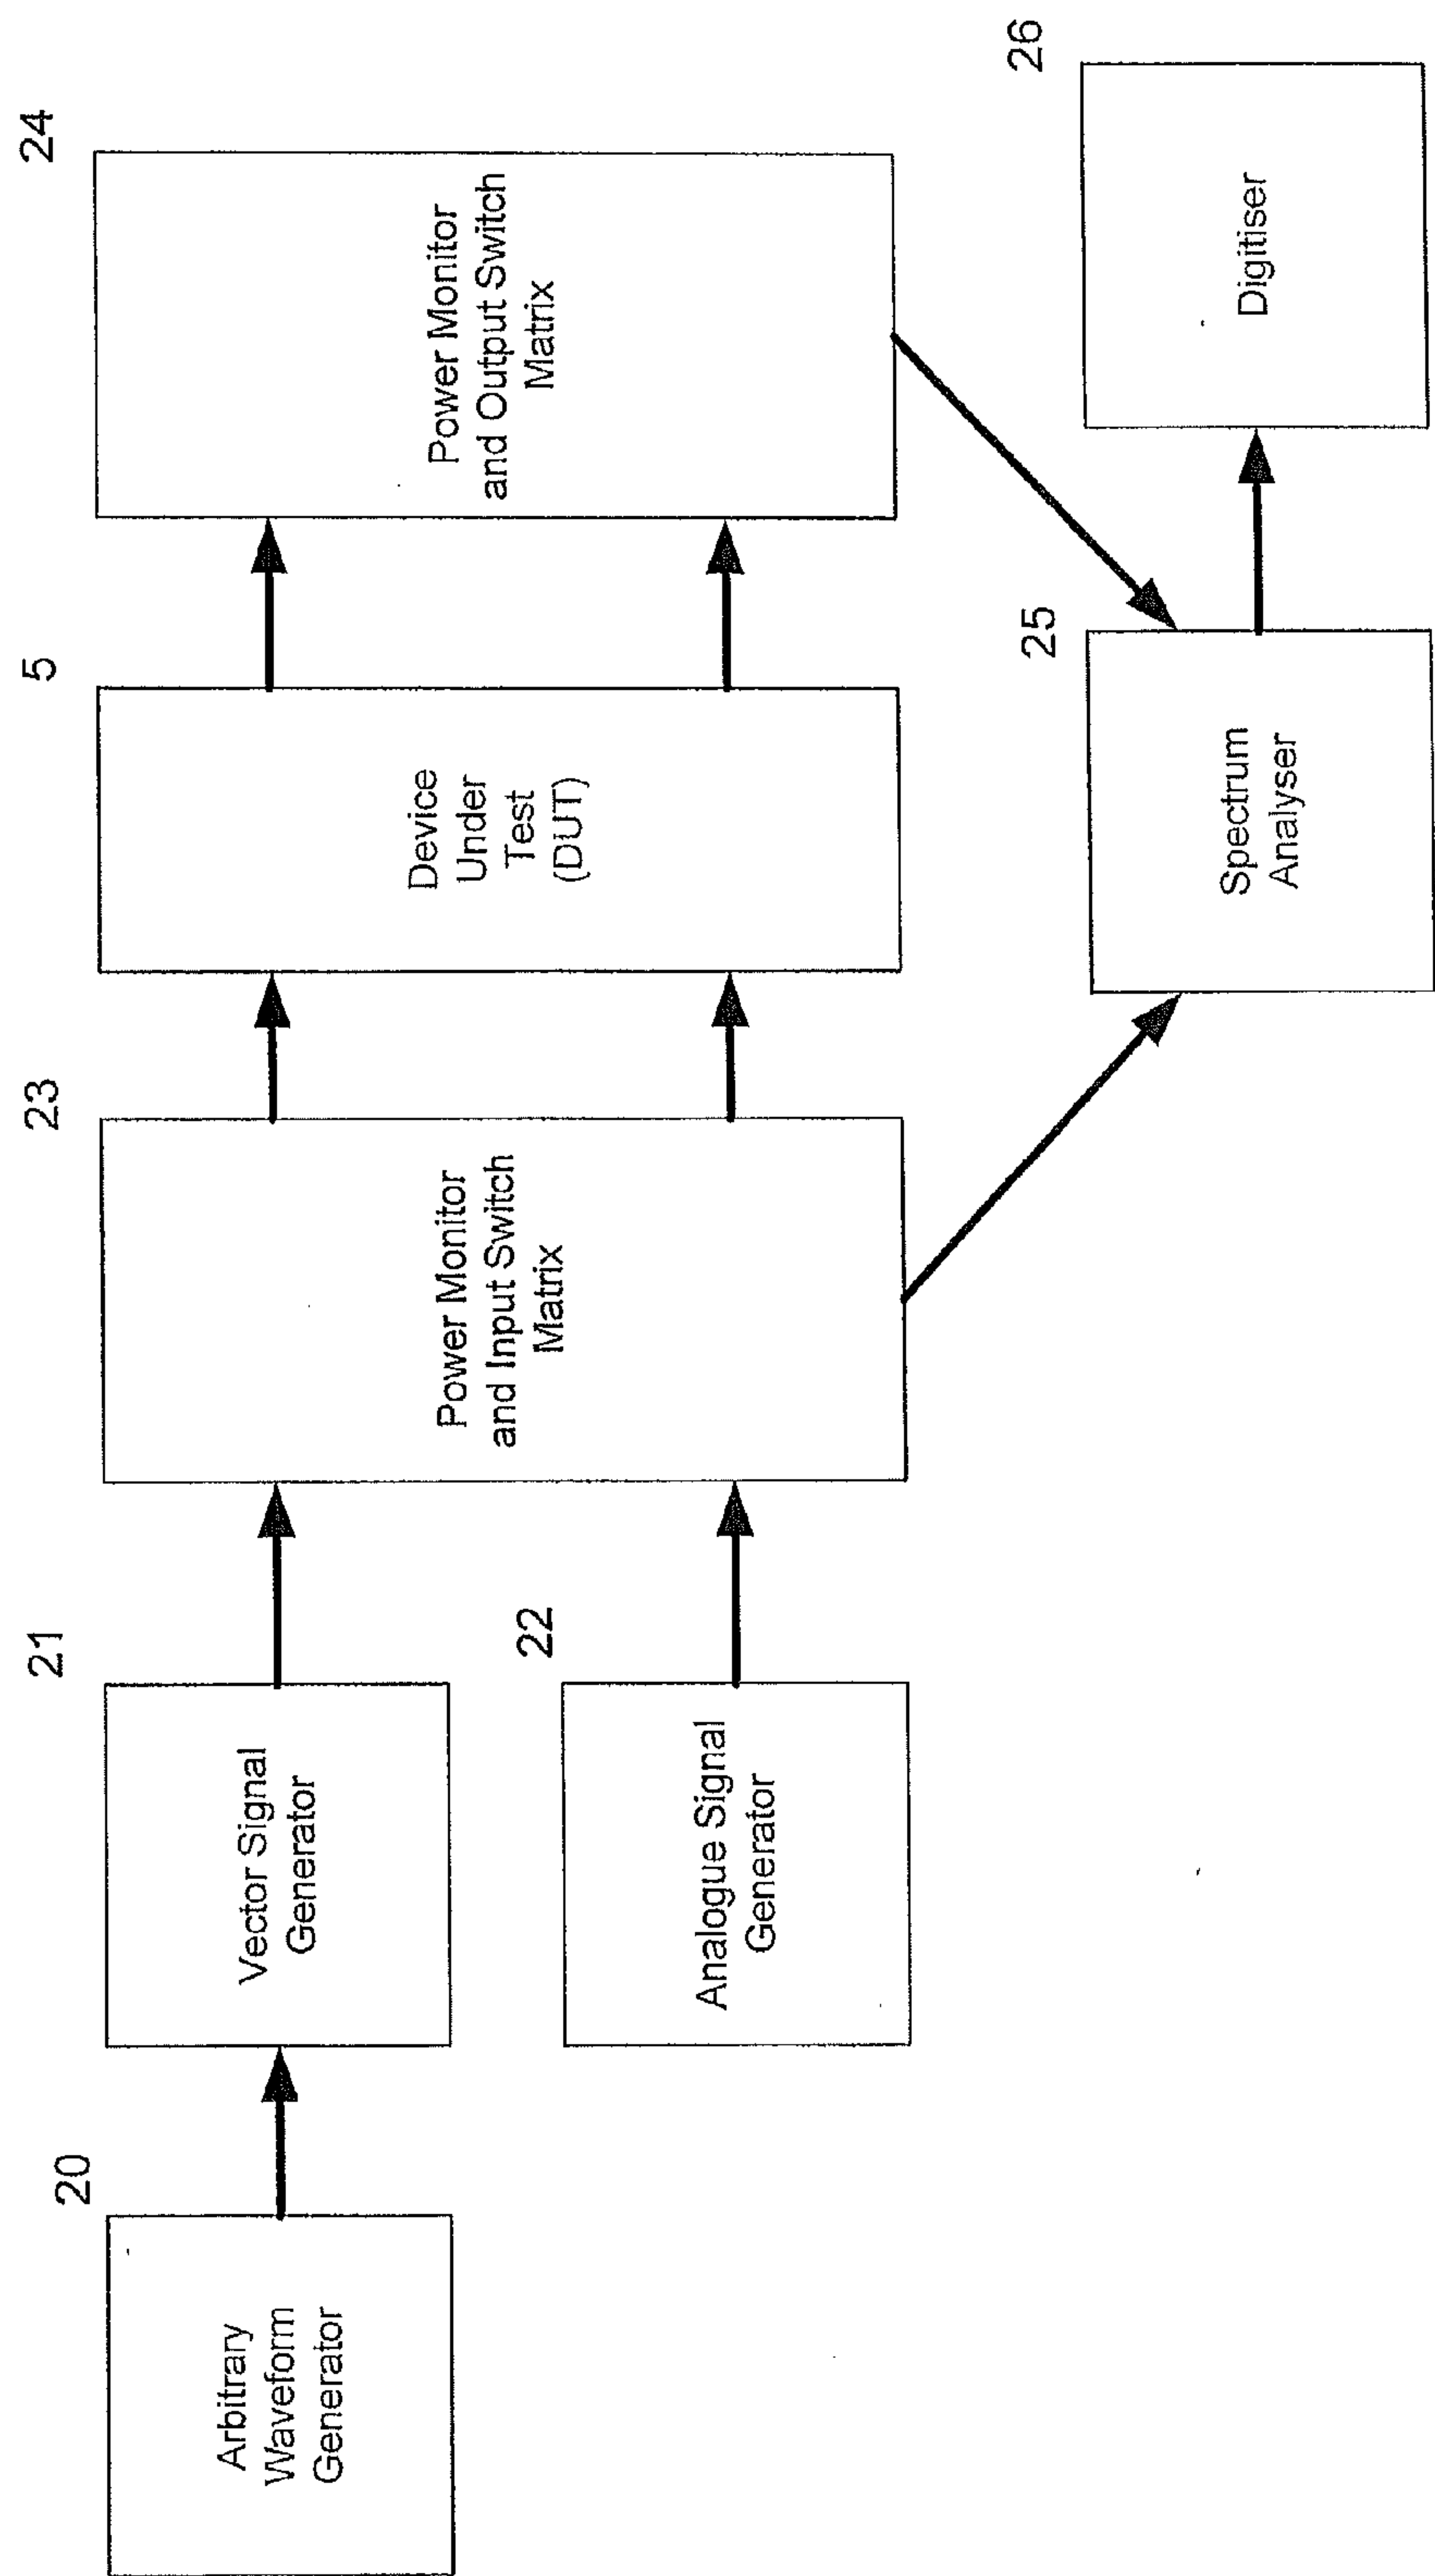 20
Arbitrary
Waveform
Generator
21
Vector Signal
Generator
22
Analogue Signal
Generator
23
Power Monitor
and Input Switch
Matrix
5
Device
Under
Test
(DUT)
24
Power Monitor
and Output Switch
Matrix
25
Spectrum
Analyser
26
Digitiser